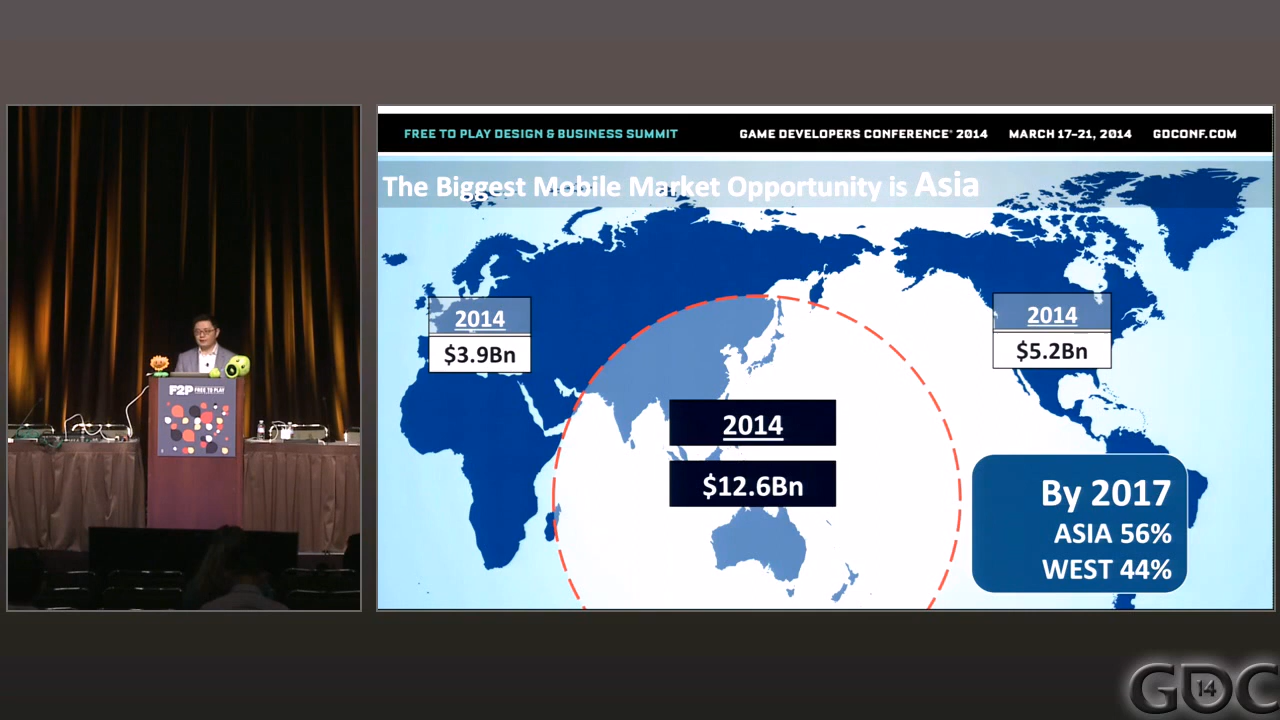 FREE TO PLAY DESIGN & BUSINESS SUMMIT
GAME DEVELOPERS CONFERENCE® 2014 MARCH 17–21, 2014 GDCONF.COM
The Biggest Mobile Market Opportunity is Asia
2014
$3.9Bn
2014
$5.2Bn
2014
$12.6Bn
By 2017
ASIA 56%
WEST 44%
F2P FREE TO PLAY
GDC
14